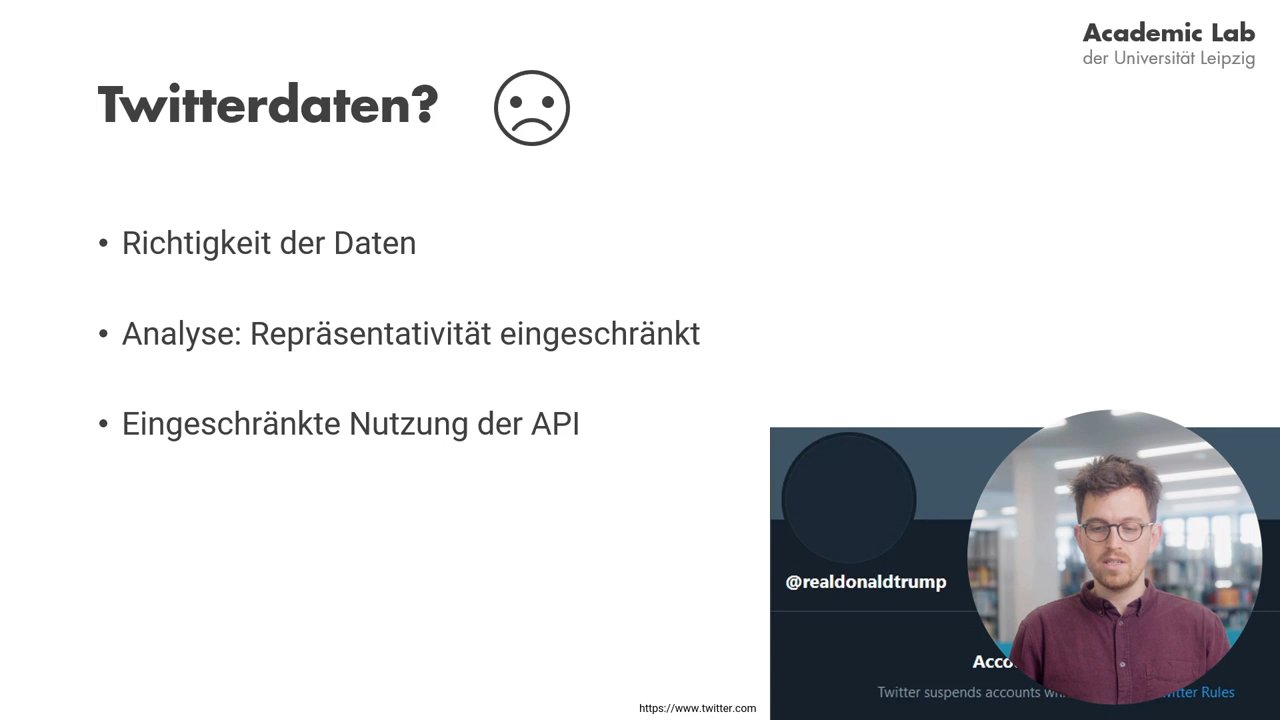 Academic Lab
der Universität Leipzig
Twitterdaten?
• Richtigkeit der Daten
• Analyse: Repräsentativität eingeschränkt
• Eingeschränkte Nutzung der API
@realdonaldtrump
Twitter suspends accounts Rules
https://www.twitter.com